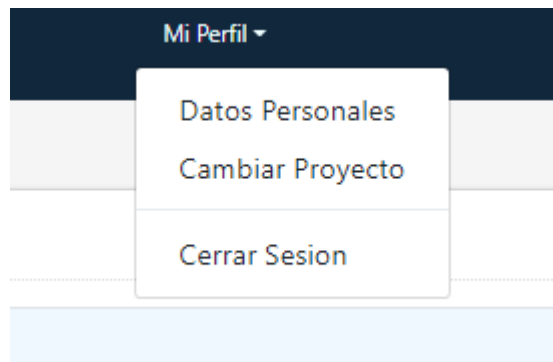 Mi Perfil
Datos Personales
Cambiar Proyecto
Cerrar Sesion